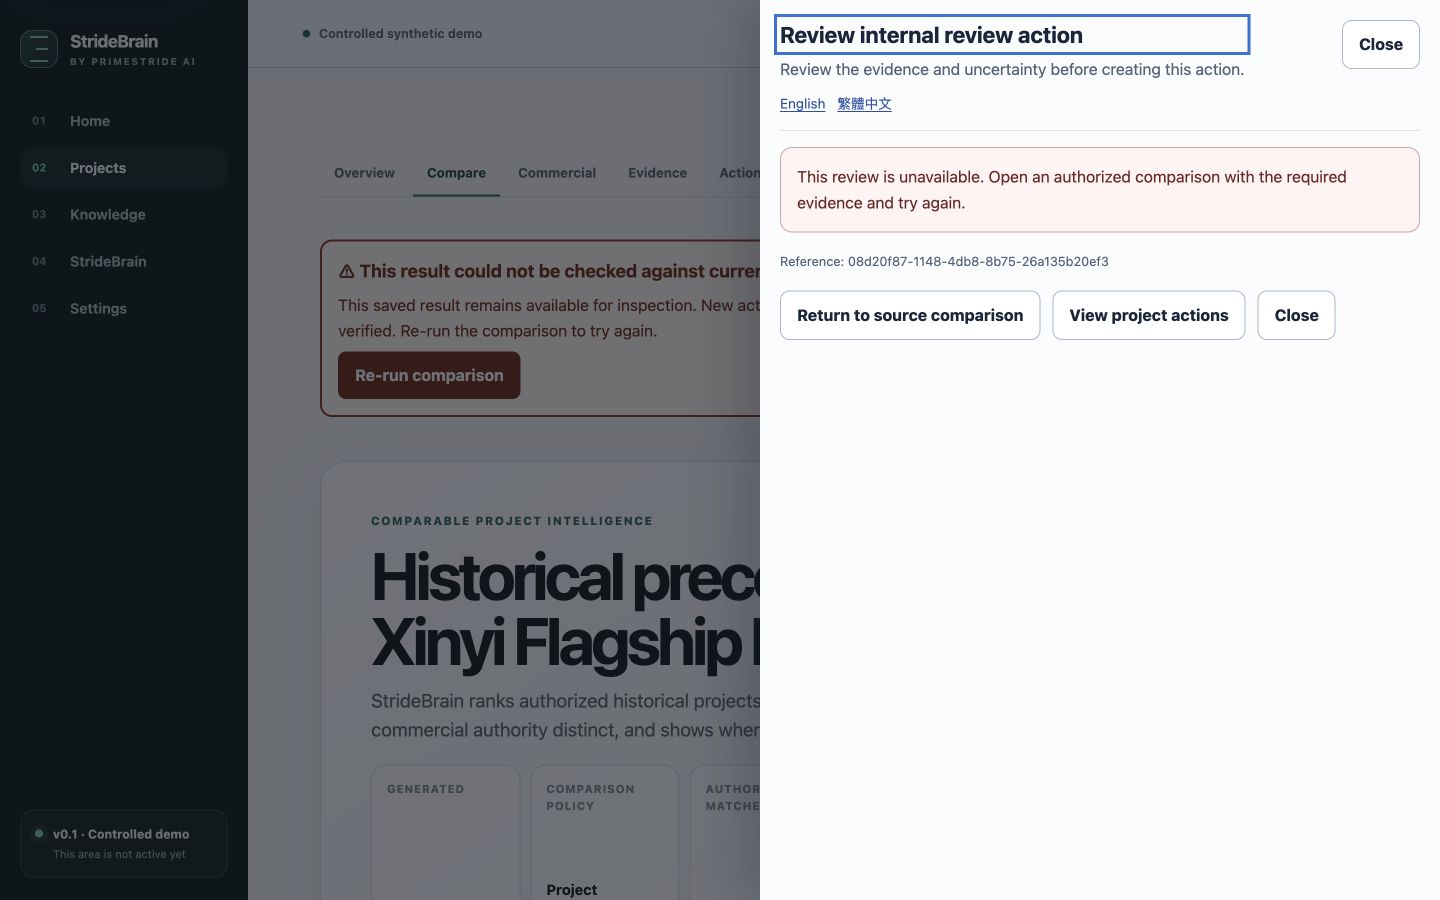 StrideBrain
BY PRIMESTRIDE AI
01 Home
02 Projects
03 Knowledge
04 StrideBrain
05 Settings
v0.1 · Controlled demo
This area is not active yet
Controlled synthetic demo
Overview Compare Commercial Evidence Action
⚠ This result could not be checked against
This saved result remains available for inspection. New
verified. Re-run the comparison to try again.
Re-run comparison
COMPARABLE PROJECT INTELLIGENCE
Historical
Xinyi Flagship
StrideBrain ranks authorized historical projects
commercial authority distinct, and shows
GENERATED
COMPARISON
POLICY
Project
Review internal review action
Close
Review the evidence and uncertainty before creating this action.
English 繁體中文
This review is unavailable. Open an authorized comparison with the required
evidence and try again.
Reference: 08d20f87-1148-4db8-8b75-26a135b20ef3
Return to source comparison View project actions Close